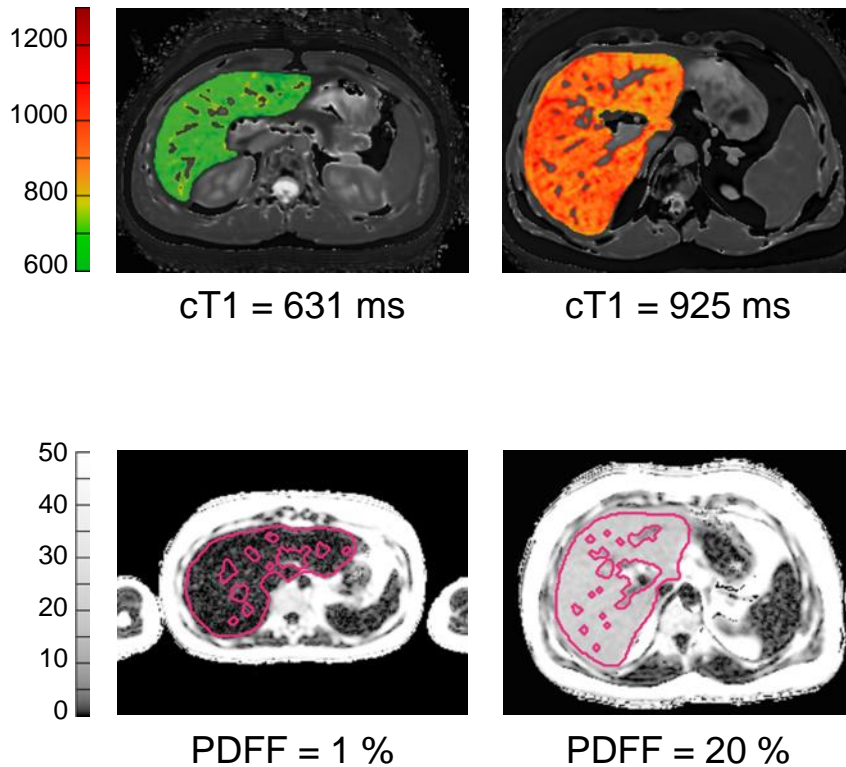 1200
1000
800
600
cT1 = 631 ms
cT1 = 925 ms
50
40
30
20
10
0
PDFF = 1 %
PDFF = 20 %